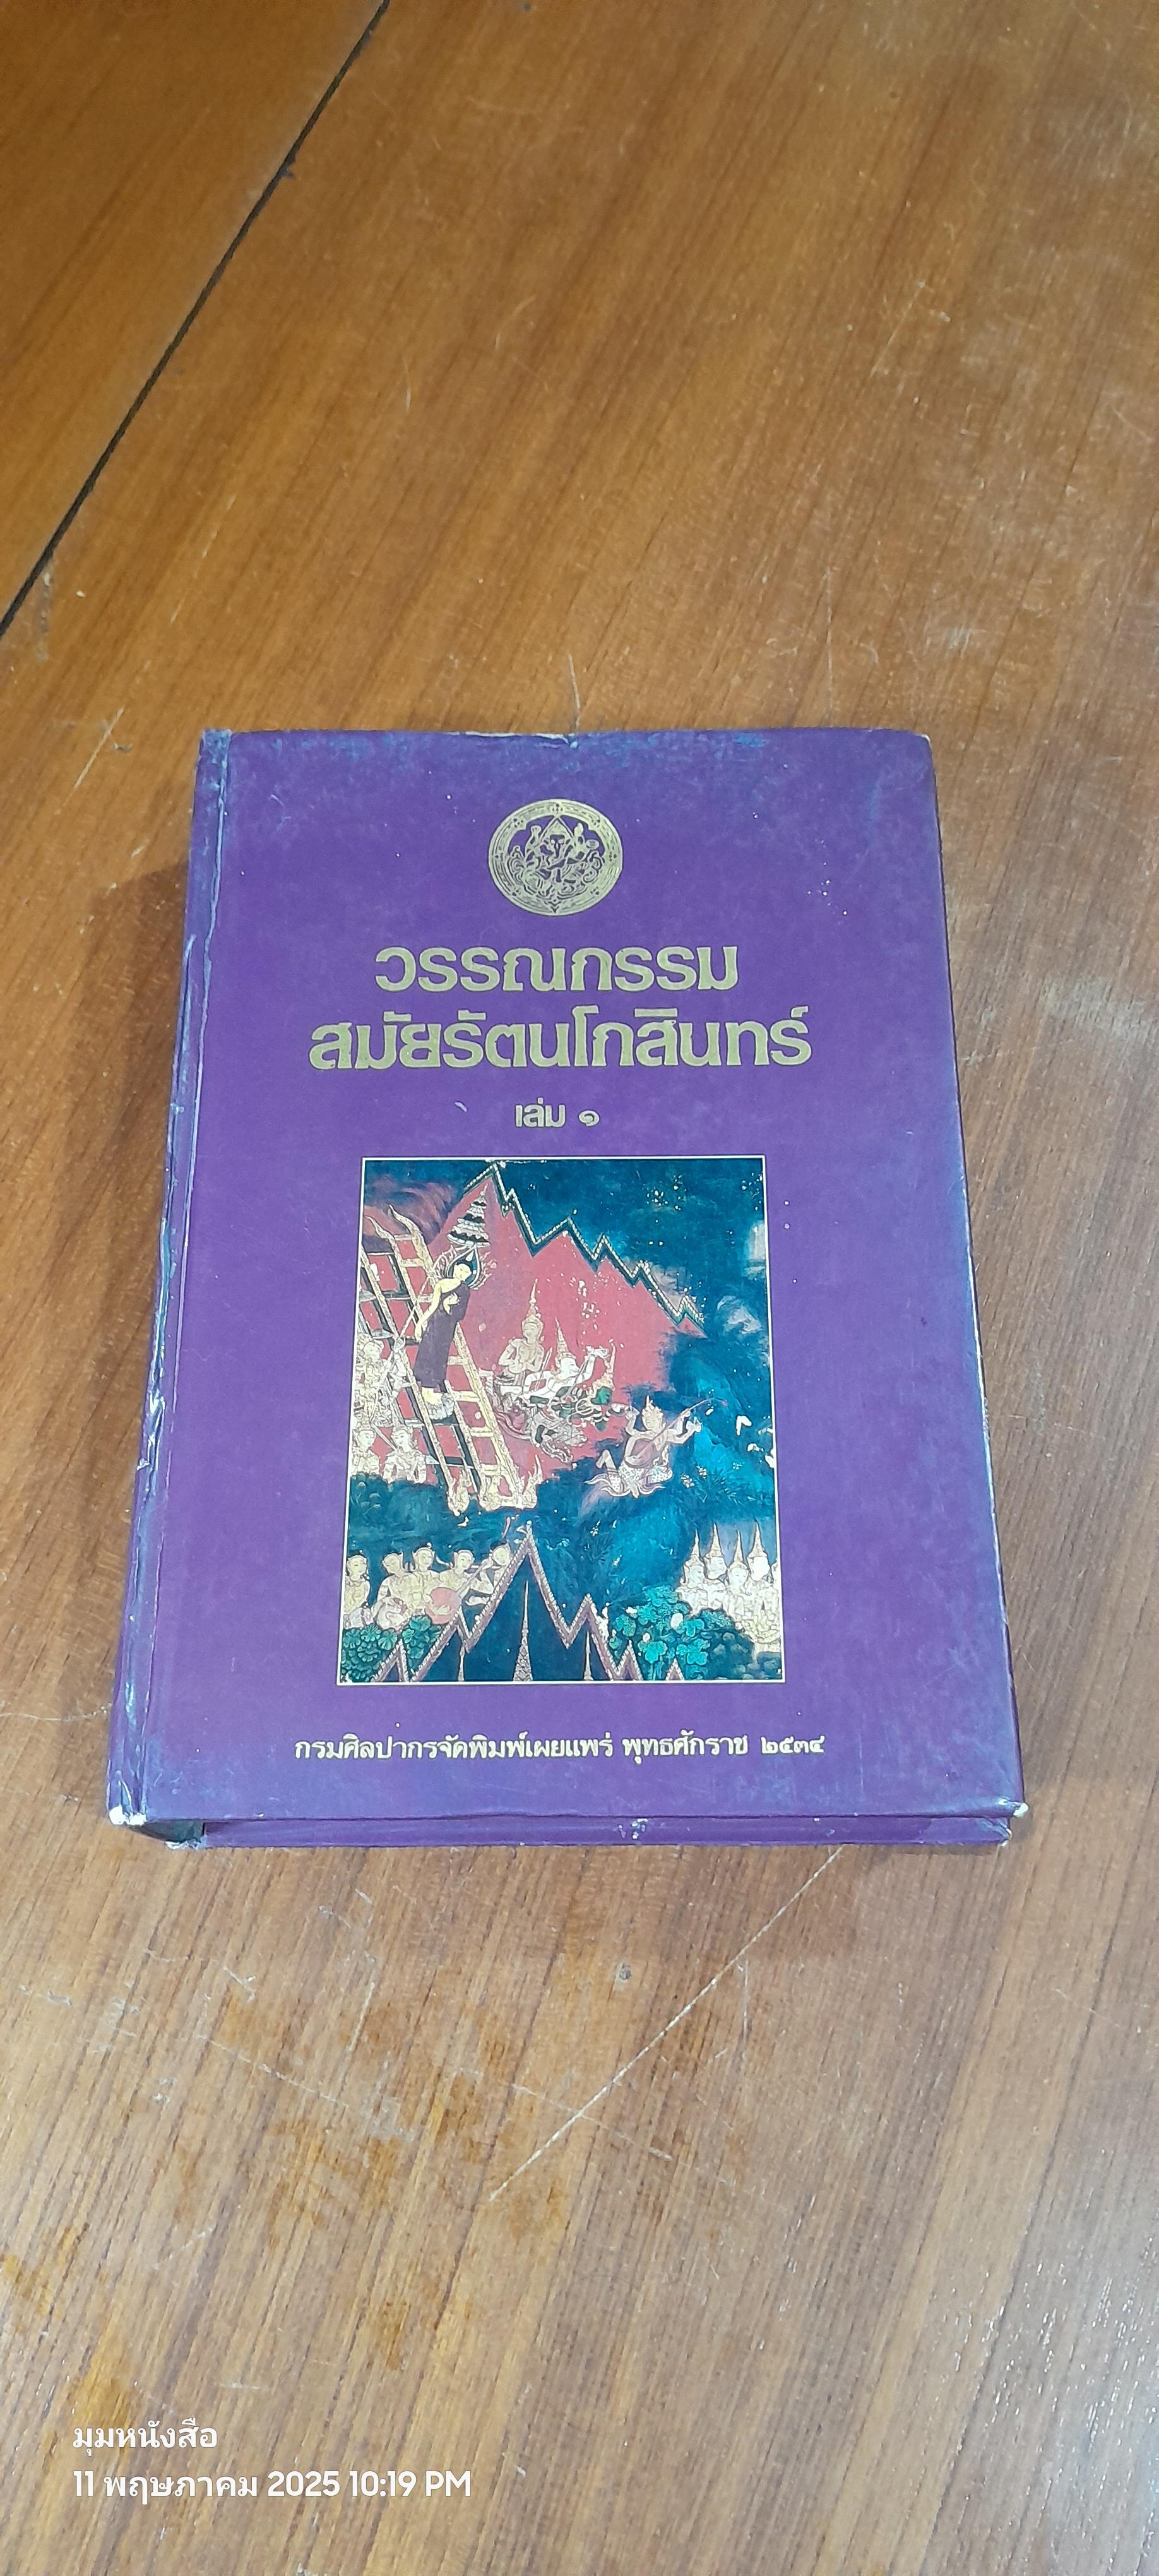 วรรณกรรม
สมัยรัตนโกสินทร์
เล่ม ๑
กรมศิลปากรจัดพิมพ์เผยแพร่ พุทธศักราช ๒๕๓๔
มุมหนังสือ
11 พฤษภาคม 2025 10:19 PM